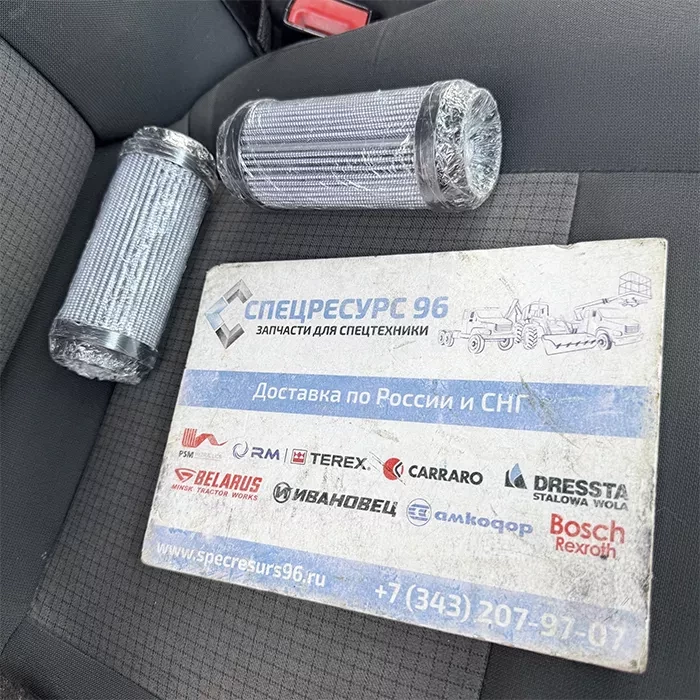 СПЕЦРЕСУРС 96
ЗАПЧАСТИ ДЛЯ СПЕЦТЕХНИКИ
Доставка по России и СНГ
PSM
RM
TEREX
CARRARO
DRESSTA
STALOWA WOLA
BELARUS
MINSK TRACTOR WORKS
ИВАНОВЕЦ
амкодор
Bosch
Rexroth
www.specresurs96.ru
+7 (343) 207-97-07